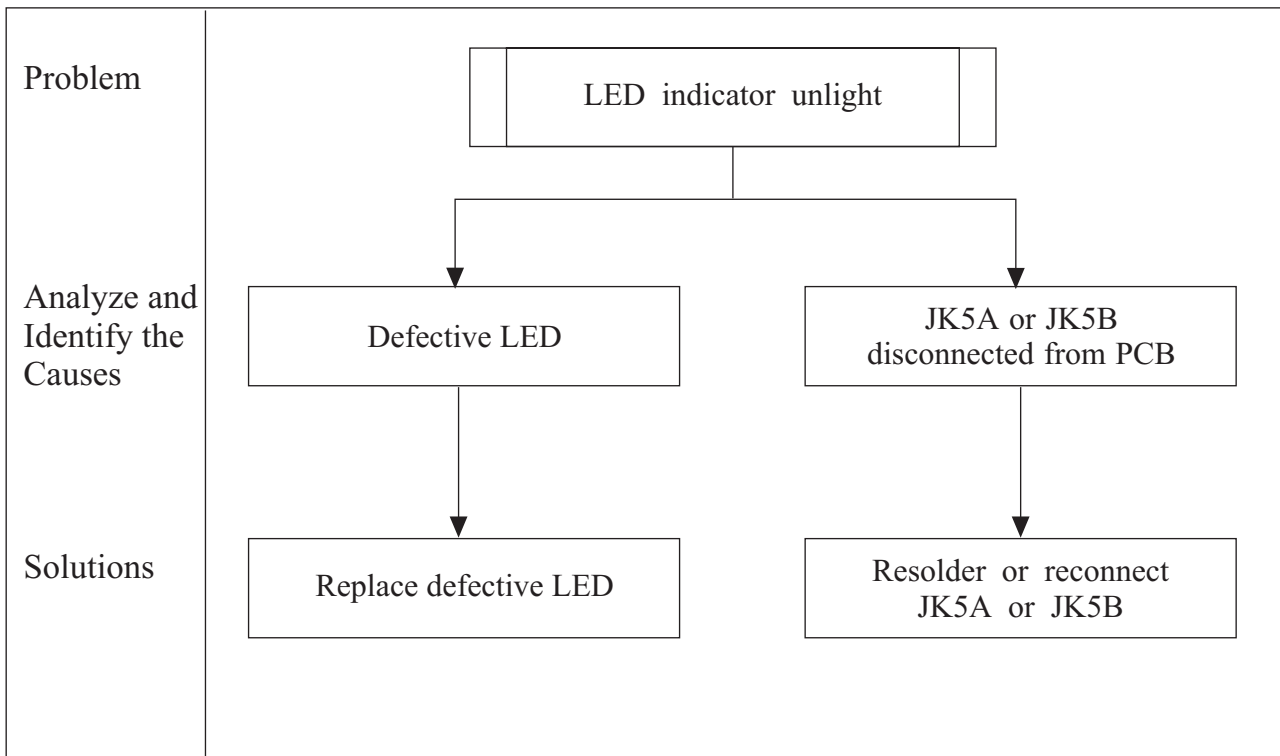 Problem
LED indicator unlight
Analyze and
Identify the
Causes
Defective LED
JK5A or JK5B
disconnected from PCB
Solutions
Replace defective LED
Resolder or reconnect
JK5A or JK5B